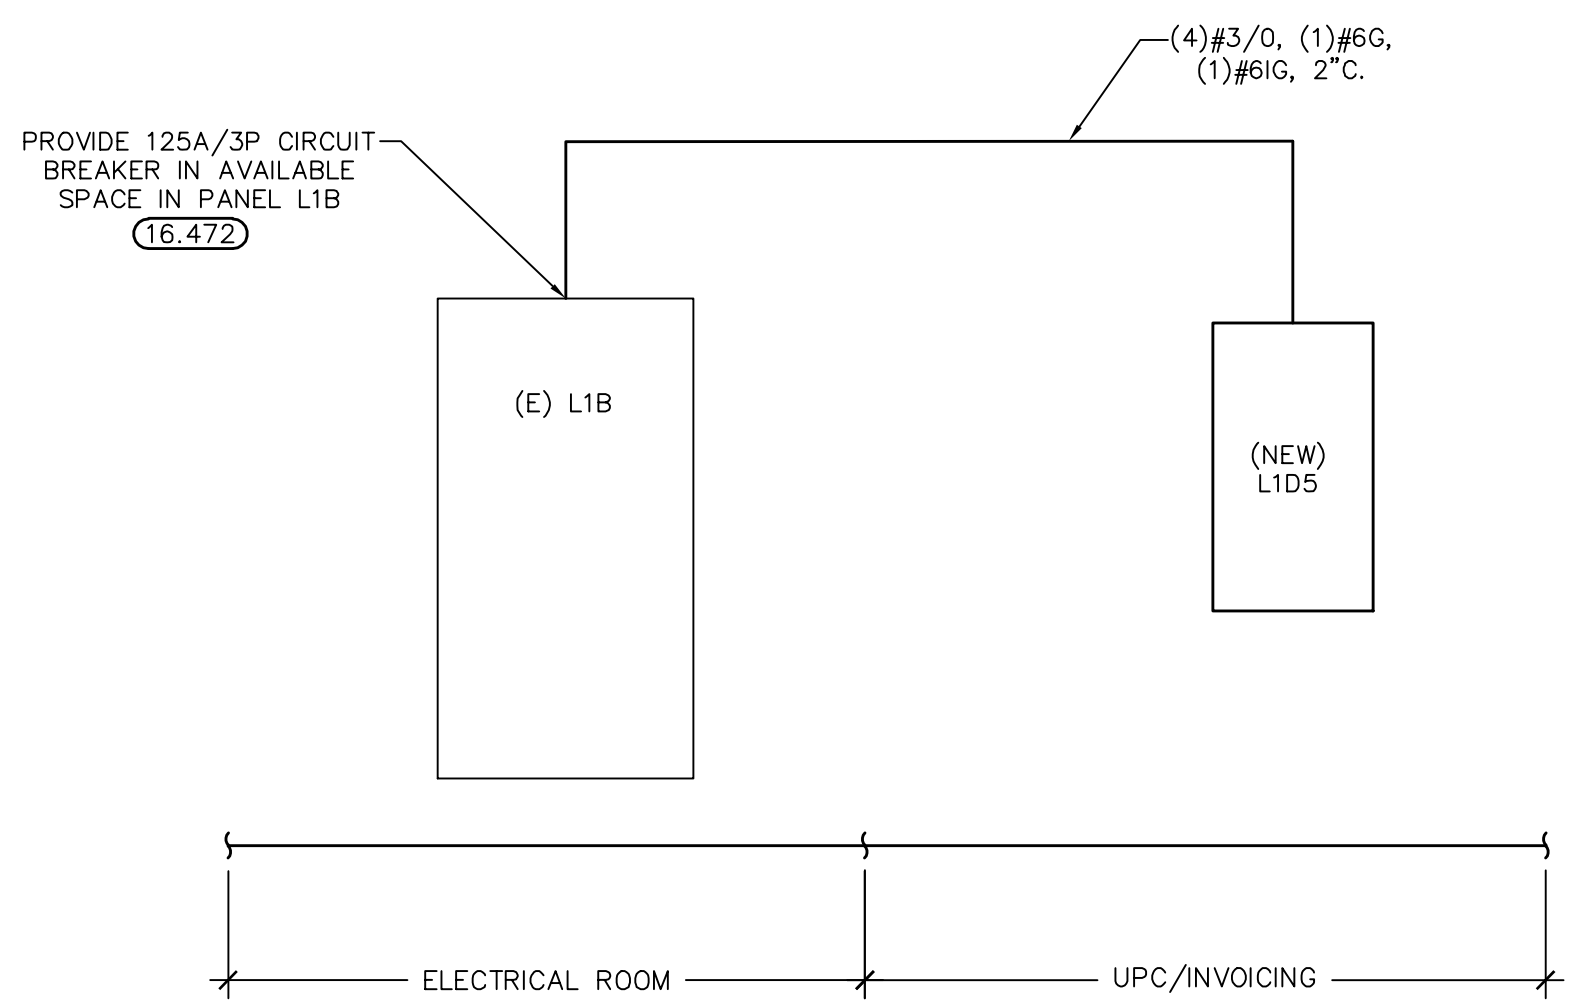 (4)#3/0, (1)#6G,
(1)#6IG, 2"C.
PROVIDE 125A/3P CIRCUIT
BREAKER IN AVAILABLE
SPACE IN PANEL L1B
16.472
(E) L1B
(NEW)
L1D5
ELECTRICAL ROOM
UPC/INVOICING